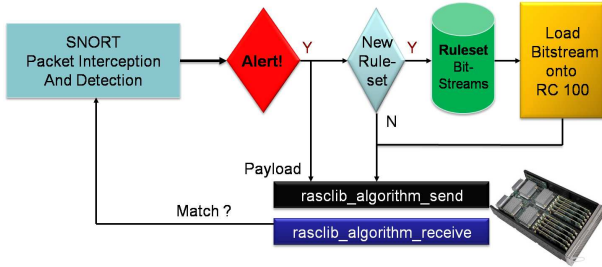 SNORT
Packet Interception
And Detection
Alert!
Y
New
Rule-
set
Y
Ruleset
Bit-
Streams
Load
Bitstream
onto
RC 100
N
Payload
rasclib_algorithm_send
Match ?
rasclib_algorithm_receive